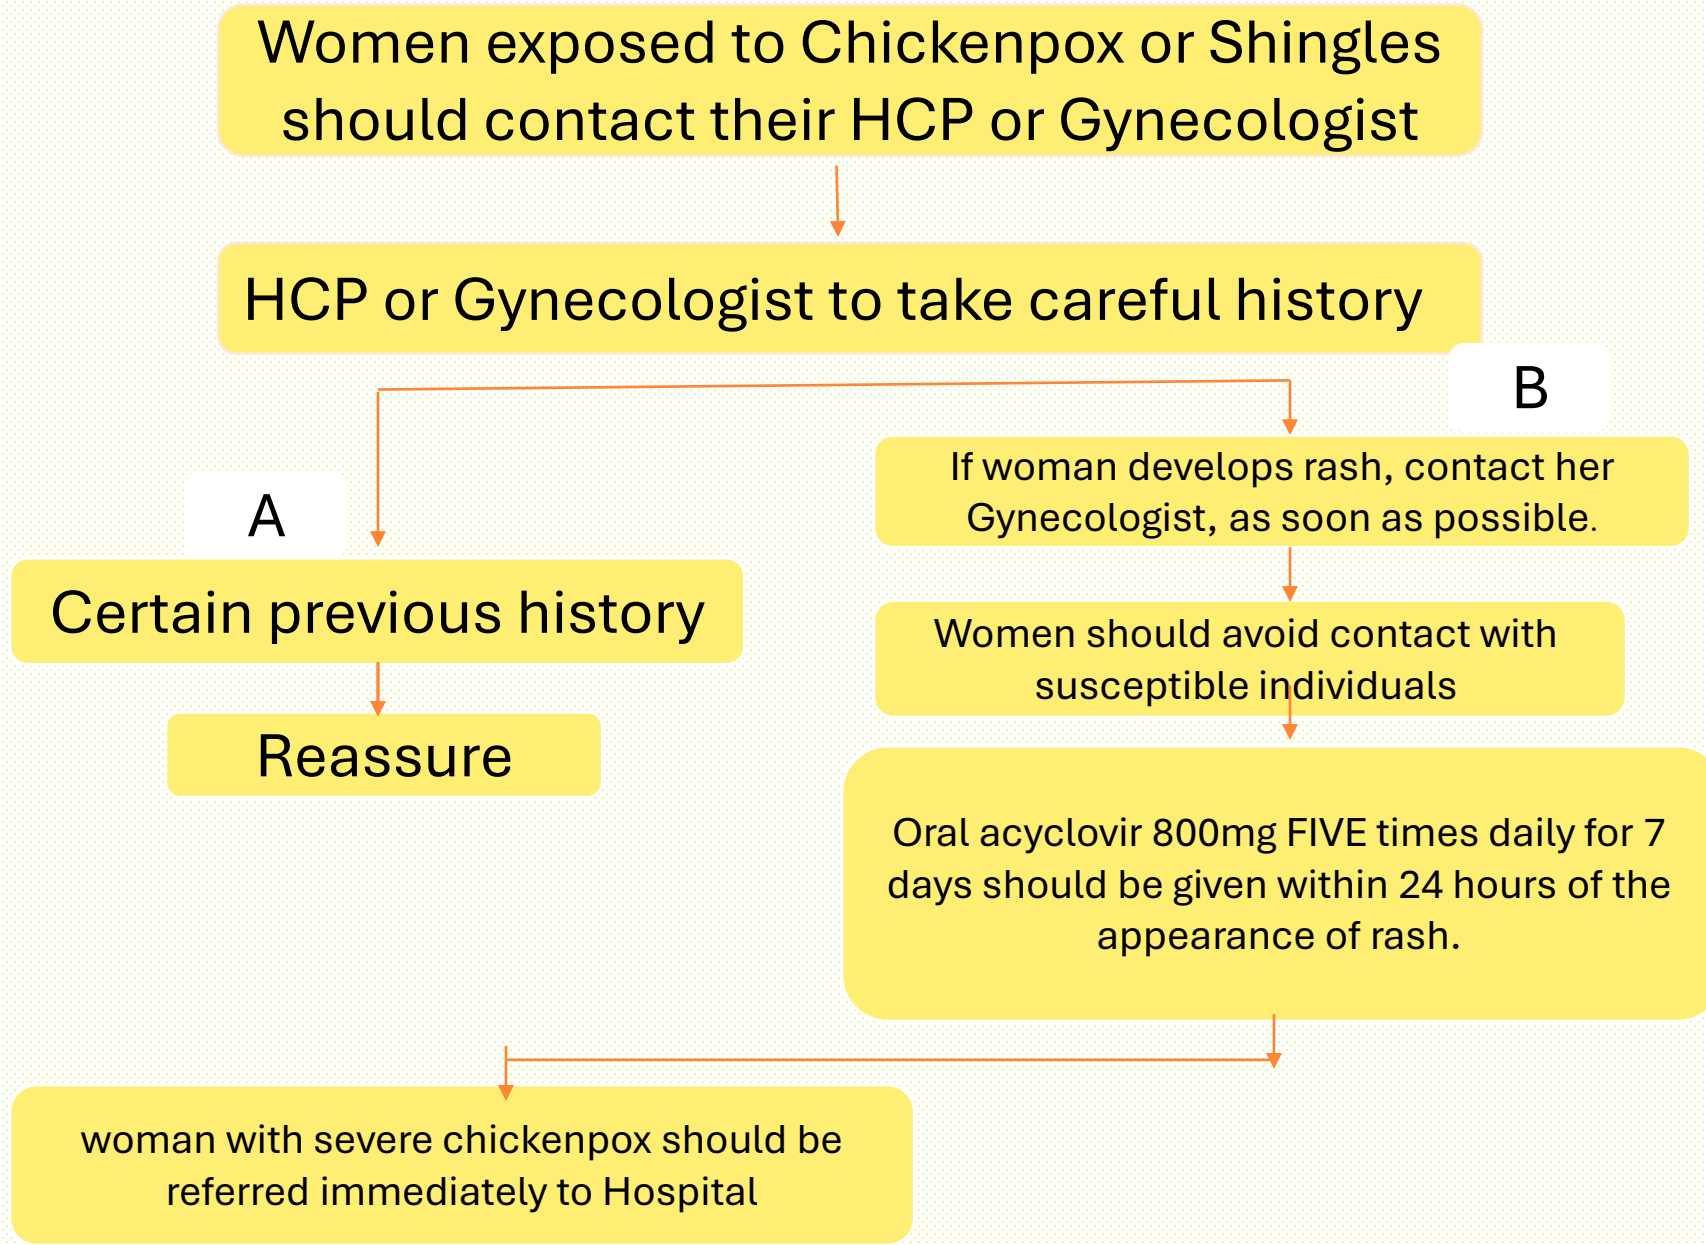 Women exposed to Chickenpox or Shingles
should contact their HCP or Gynecologist
HCP or Gynecologist to take careful history
A
Certain previous history
Reassure
B
If woman develops rash, contact her
Gynecologist, as soon as possible.
Women should avoid contact with
susceptible individuals
Oral acyclovir 800mg FIVE times daily for 7
days should be given within 24 hours of the
appearance of rash.
woman with severe chickenpox should be
referred immediately to Hospital